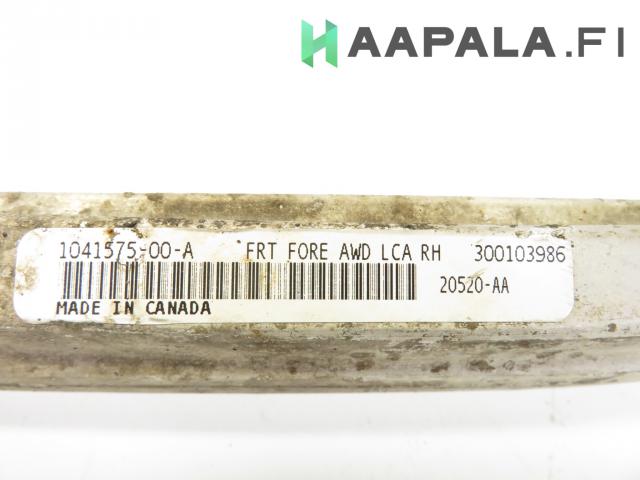 HAAPALA.FI
1041575-00-A FRT FORE AWD LCA RH 300103986
20520-AA
MADE IN CANADA